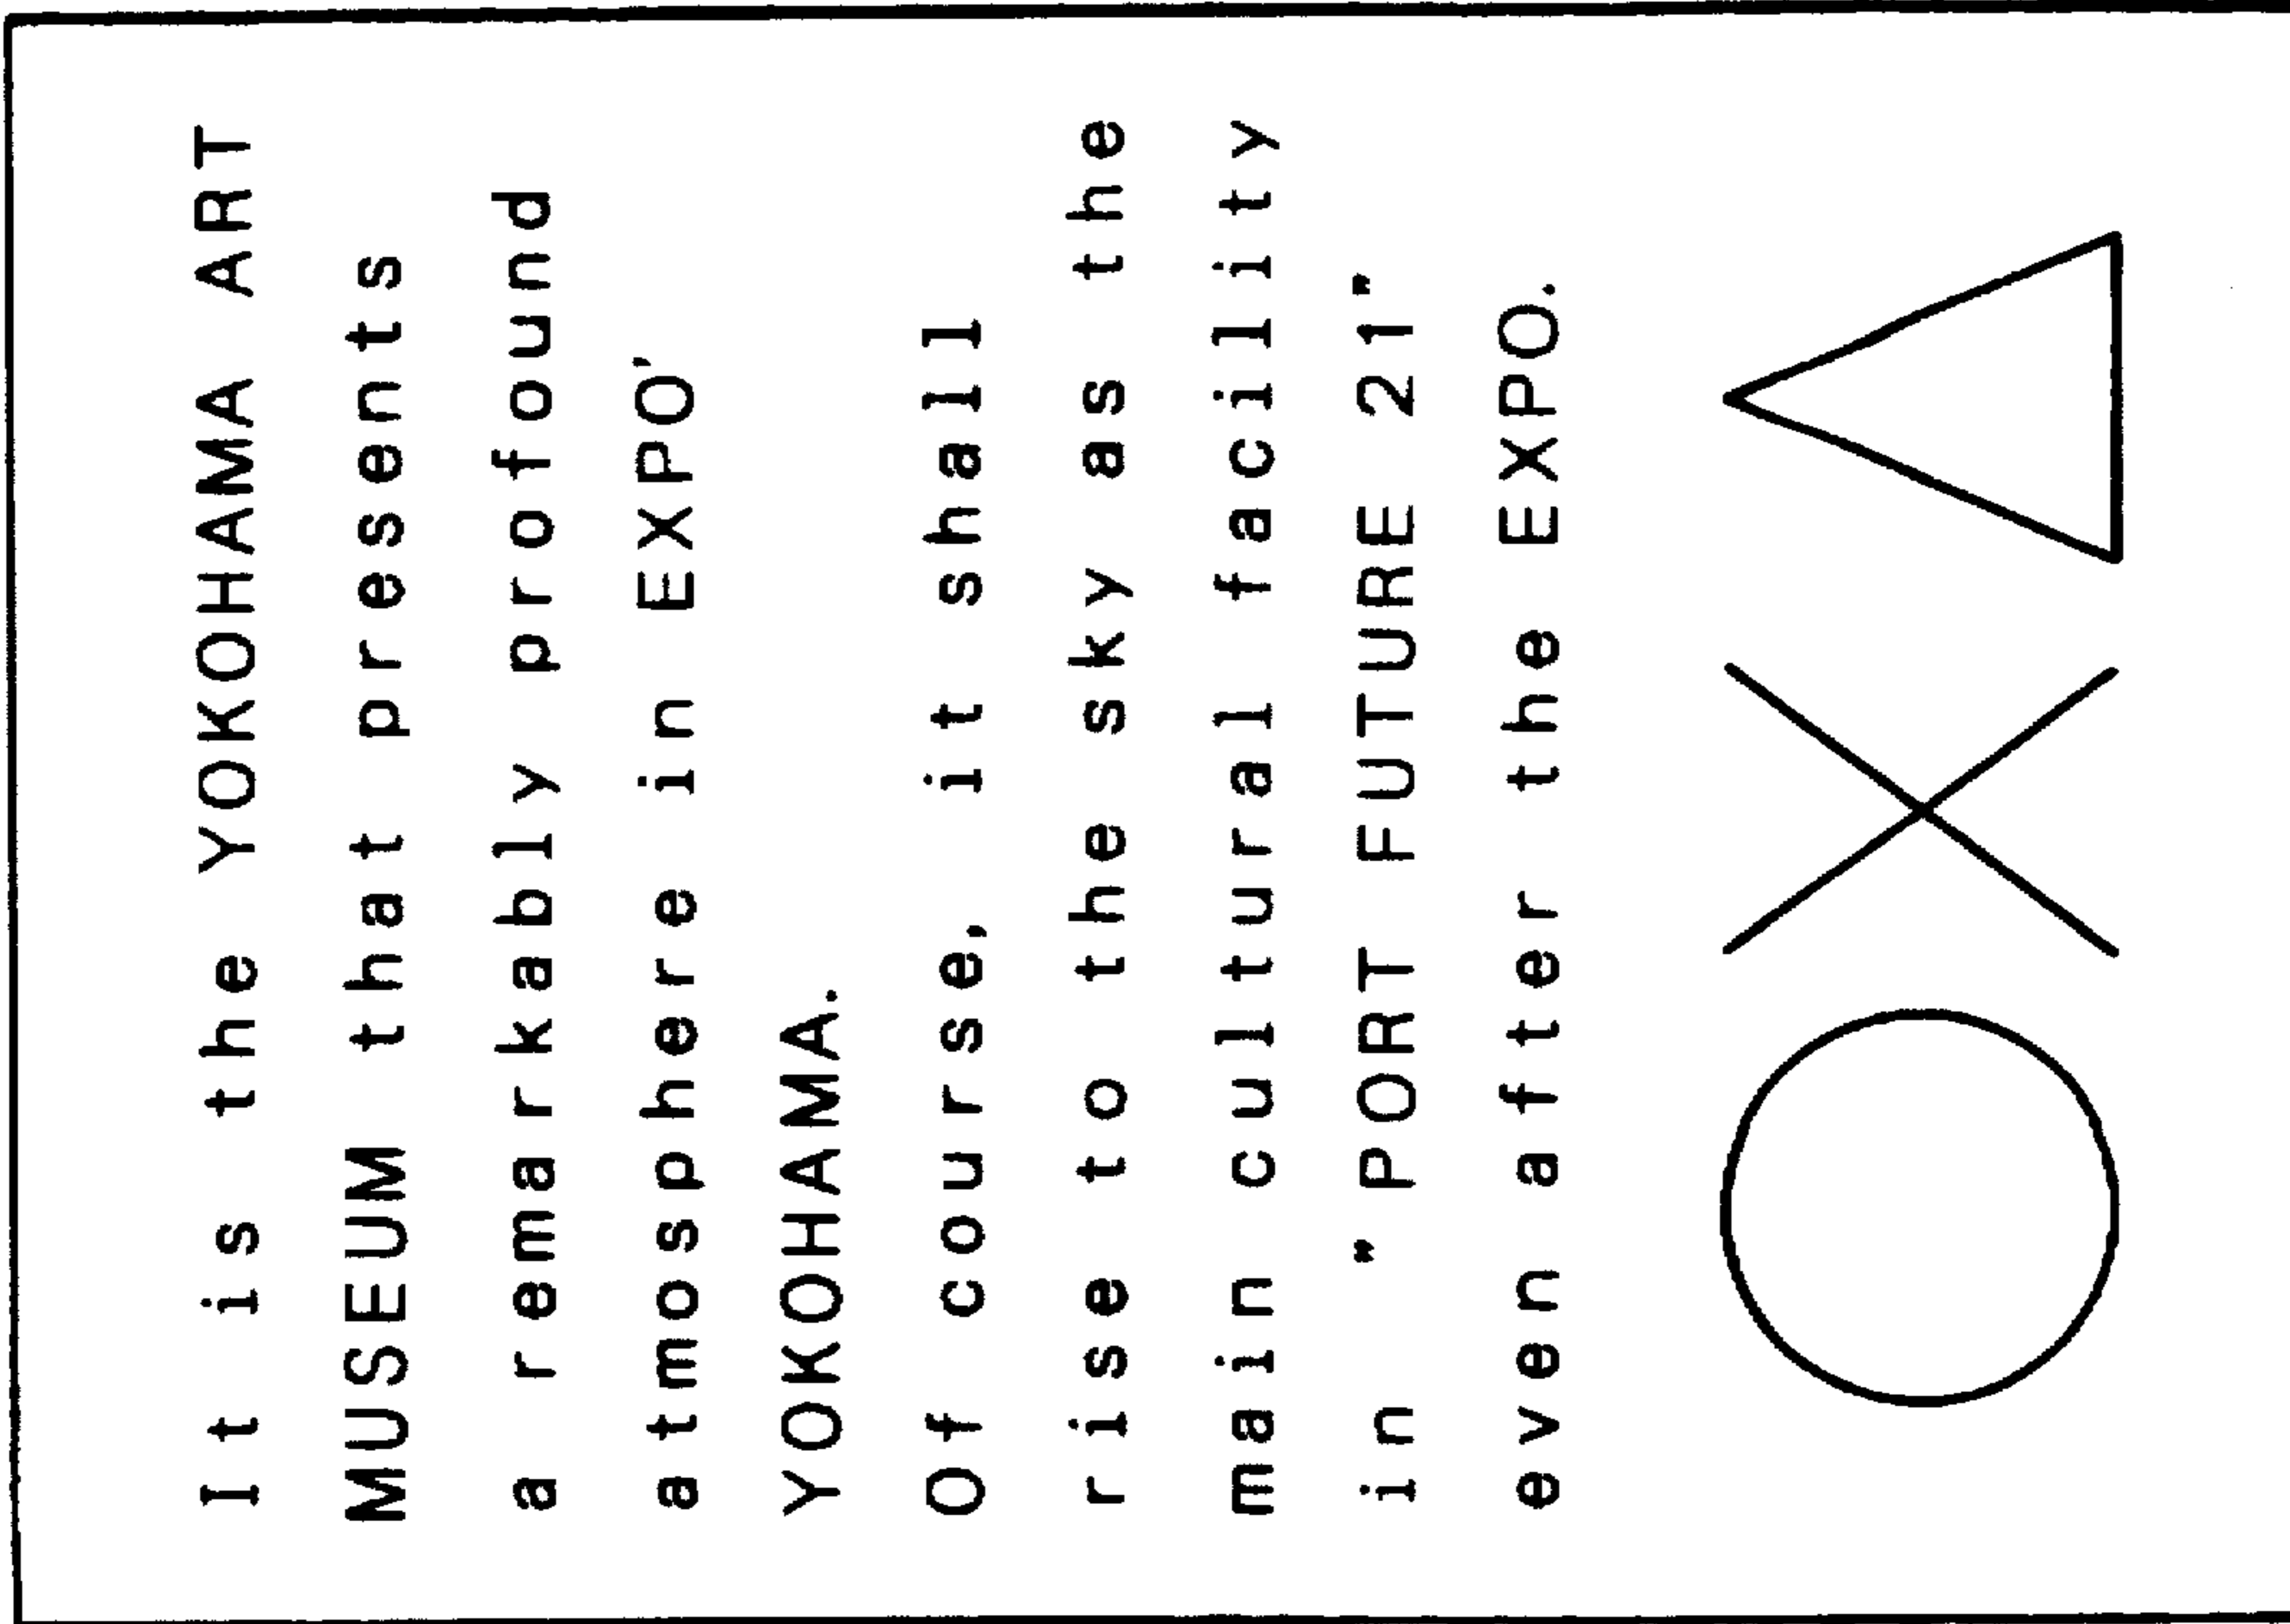 It is the YOKOHAMA ART
MUSEUM that presents
a remarkably profound
atmosphere in EXPO'
YOKOHAMA.
Of course, it shall
rise to the sky as the
main cultural facility
in "PORT FUTURE 21"
even after the EXPO.